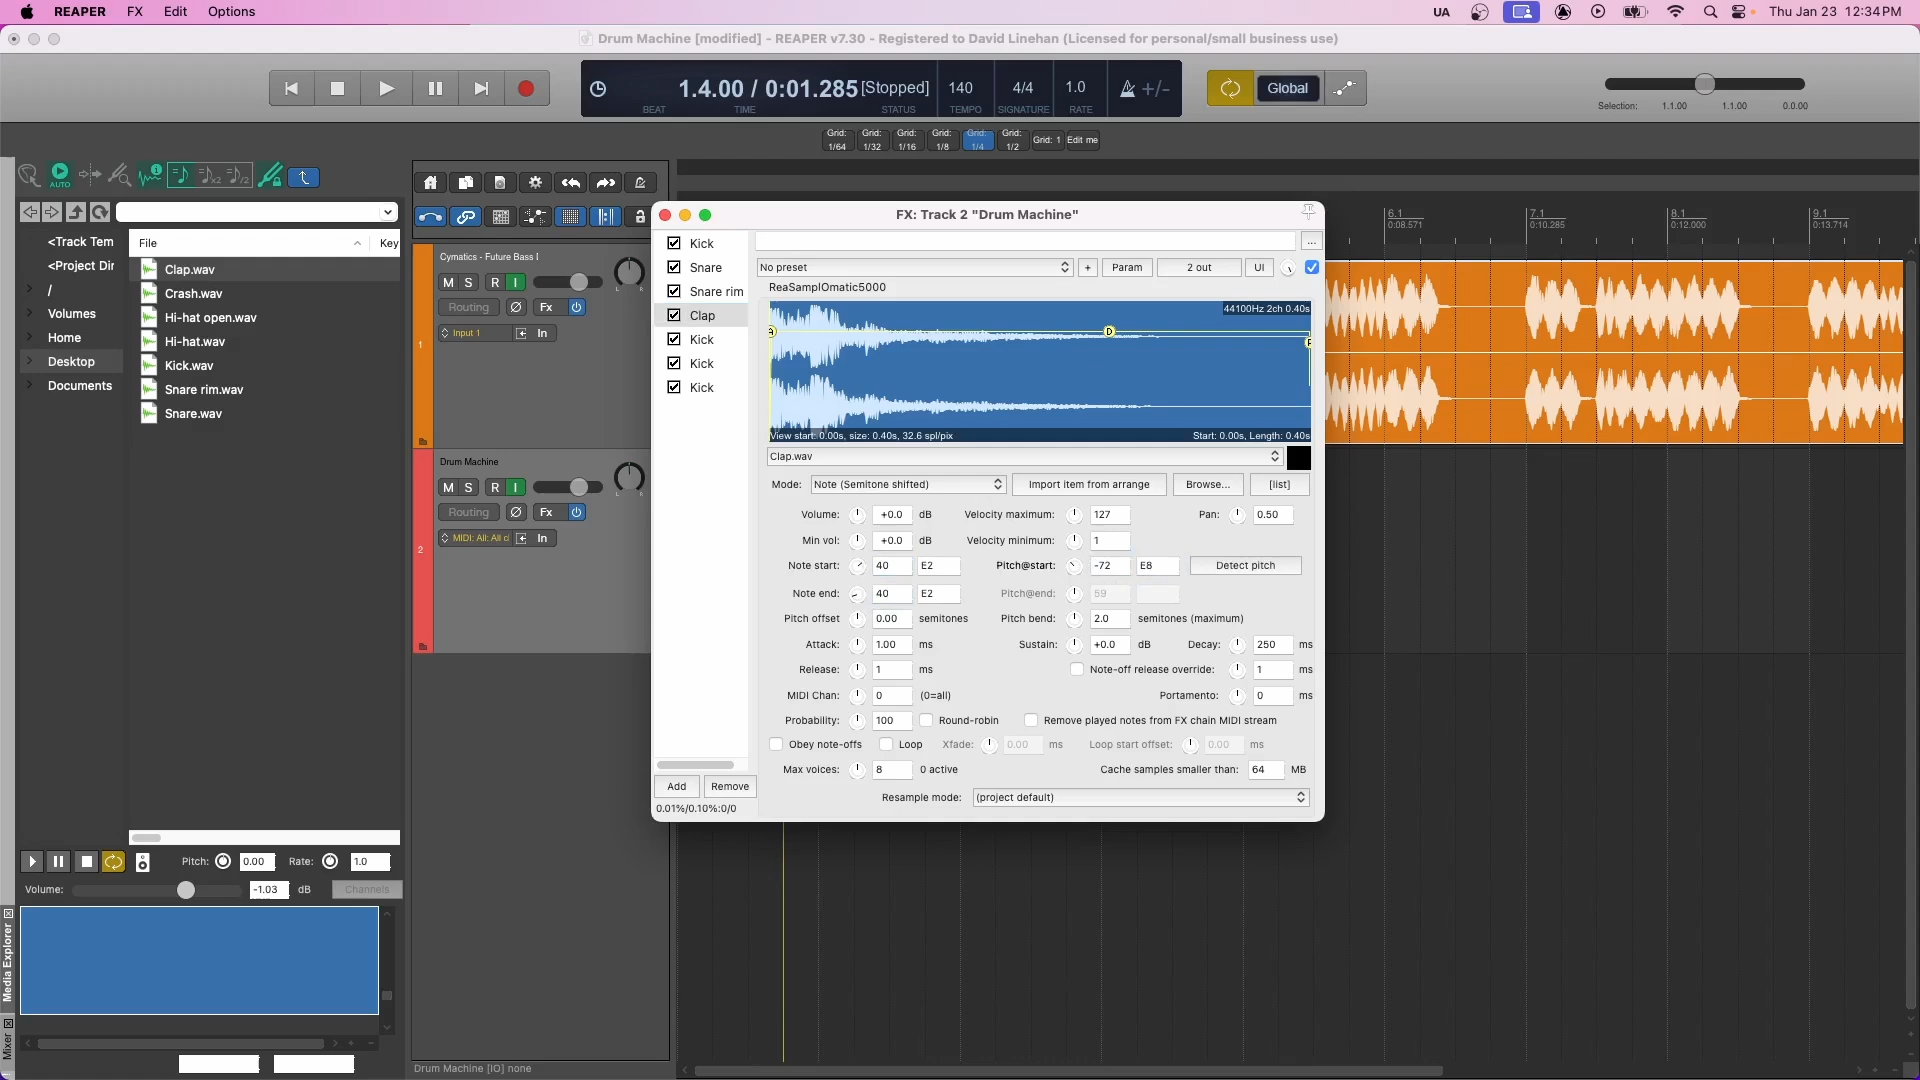 REAPER FX Edit Options
UA Thu Jan 23 12:34PM
Drum Machine [modified] - REAPER v7.30 - Registered to David Linehan (Licensed for personal/small business use)
1.4.00 / 0:01.285 [Stopped] 140 4/4 1.0 +/-
BEAT TIME STATUS TEMPO SIGNATURE RATE
Global
Selection: 1.1.00 1.1.00 0.0.00
Grid: 1/64
Grid: 1/32
Grid: 1/16
Grid: 1/8
Grid: 1/4
Grid: 1/2
Grid: 1
Edit me
AUTO
x2 /2
<Track Tem
<Project Dir
/
Volumes
Home
Desktop
Documents
File Key
Clap.wav
Crash.wav
Hi-hat open.wav
Hi-hat.wav
Kick.wav
Snare rim.wav
Snare.wav
Pitch: 0.00 Rate: 1.0
Volume: -1.03 dB Channels
Media Explorer
Mixer
1
Cymatics - Future Bass
M S R I
Routing Ø Fx
Input 1 In
2
Drum Machine
M S R I
Routing Ø Fx
MIDI: All: All c In
Drum Machine [IO] none
6.1
0:08.571
7.1
0:10.285
8.1
0:12.000
9.1
0:13.714
FX: Track 2 "Drum Machine"
Kick
Snare
Snare rim
Clap
Kick
Kick
Kick
Add Remove
0.01%/0.10%:0/0
...
No preset + Param 2 out UI
ReaSamplOmatic5000
44100Hz 2ch 0.40s
A D
View start: 0.00s, size: 0.40s, 32.6 spl/pix Start: 0.00s, Length: 0.40s
Clap.wav
Mode: Note (Semitone shifted) Import item from arrange Browse... [list]
Volume: +0.0 dB Velocity maximum: 127 Pan: 0.50
Min vol: +0.0 dB Velocity minimum: 1
Note start: 40 E2 Pitch@start: -72 E8 Detect pitch
Note end: 40 E2 Pitch@end: 59
Pitch offset 0.00 semitones Pitch bend: 2.0 semitones (maximum)
Attack: 1.00 ms Sustain: +0.0 dB Decay: 250 ms
Release: 1 ms Note-off release override: 1 ms
MIDI Chan: 0 (0=all) Portamento: 0 ms
Probability: 100 Round-robin Remove played notes from FX chain MIDI stream
Obey note-offs Loop Xfade: 0.00 ms Loop start offset: 0.00 ms
Max voices: 8 0 active Cache samples smaller than: 64 MB
Resample mode: (project default)